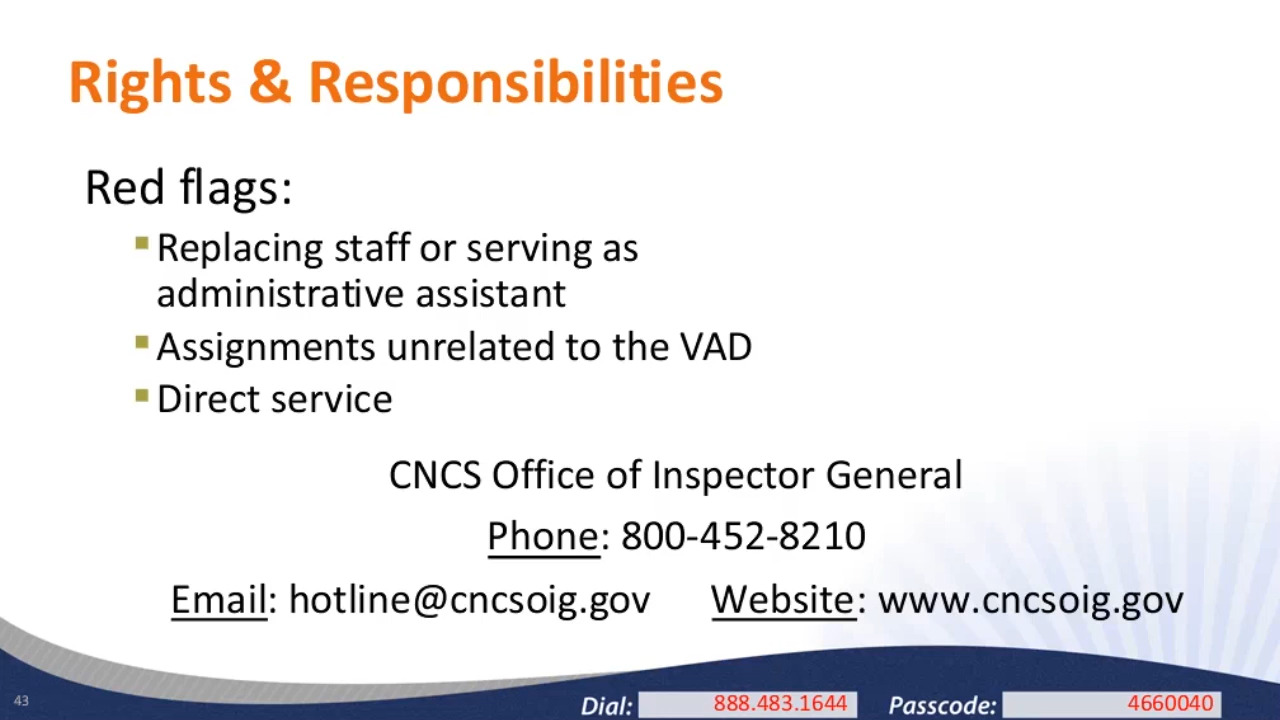 Rights & Responsibilities
Red flags:
Replacing staff or serving as
administrative assistant
Assignments unrelated to the VAD
Direct service
CNCS Office of Inspector General
Phone: 800-452-8210
Email: hotline@cncsoig.gov Website: www.cncsoig.gov
43
Dial: 888.483.1644 Passcode: 4660040